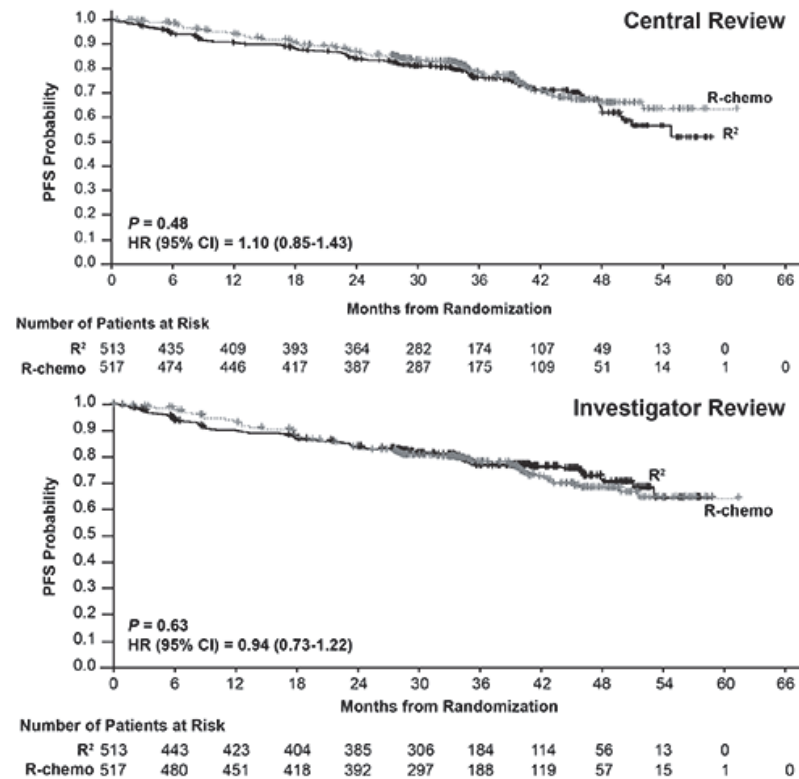 Central Review
1.0
0.9
0.8
0.7
0.6
0.5
0.4
0.3
0.2
0.1
0.0
PFS Probability
R-chemo
R²
P = 0.48
HR (95% CI) = 1.10 (0.85-1.43)
0 6 12 18 24 30 36 42 48 54 60 66
Months from Randomization
Number of Patients at Risk
R² 513 435 409 393 364 282 174 107 49 13 0
R-chemo 517 474 446 417 387 287 175 109 51 14 1 0
Investigator Review
1.0
0.9
0.8
0.7
0.6
0.5
0.4
0.3
0.2
0.1
0.0
PFS Probability
R²
R-chemo
P = 0.63
HR (95% CI) = 0.94 (0.73-1.22)
0 6 12 18 24 30 36 42 48 54 60 66
Months from Randomization
Number of Patients at Risk
R² 513 443 423 404 385 306 184 114 56 13 0
R-chemo 517 480 451 418 392 297 188 119 57 15 1 0